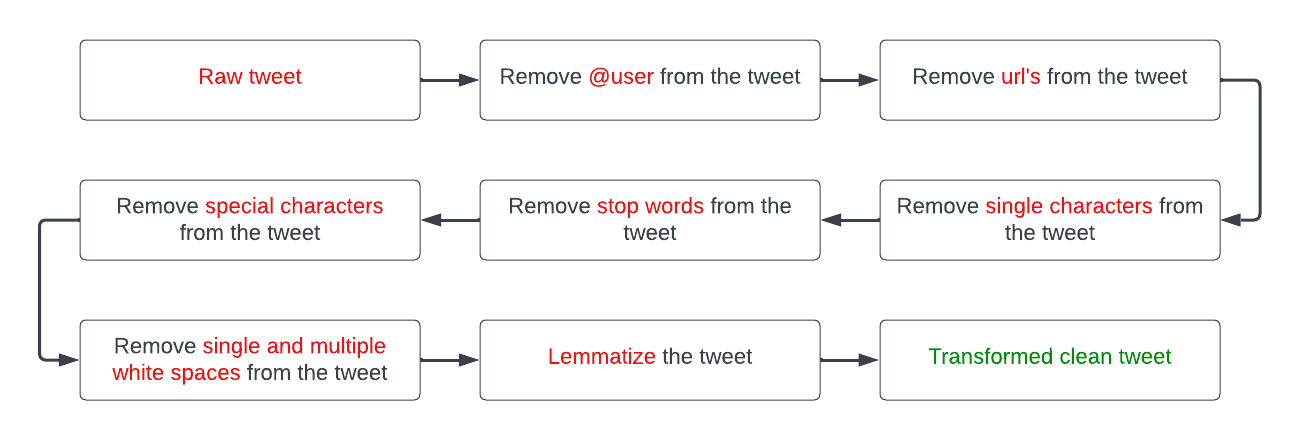 Raw tweet
Remove @user from the tweet
Remove url's from the tweet
Remove single characters from
the tweet
Remove stop words from the
tweet
Remove special characters
from the tweet
Remove single and multiple
white spaces from the tweet
Lemmatize the tweet
Transformed clean tweet